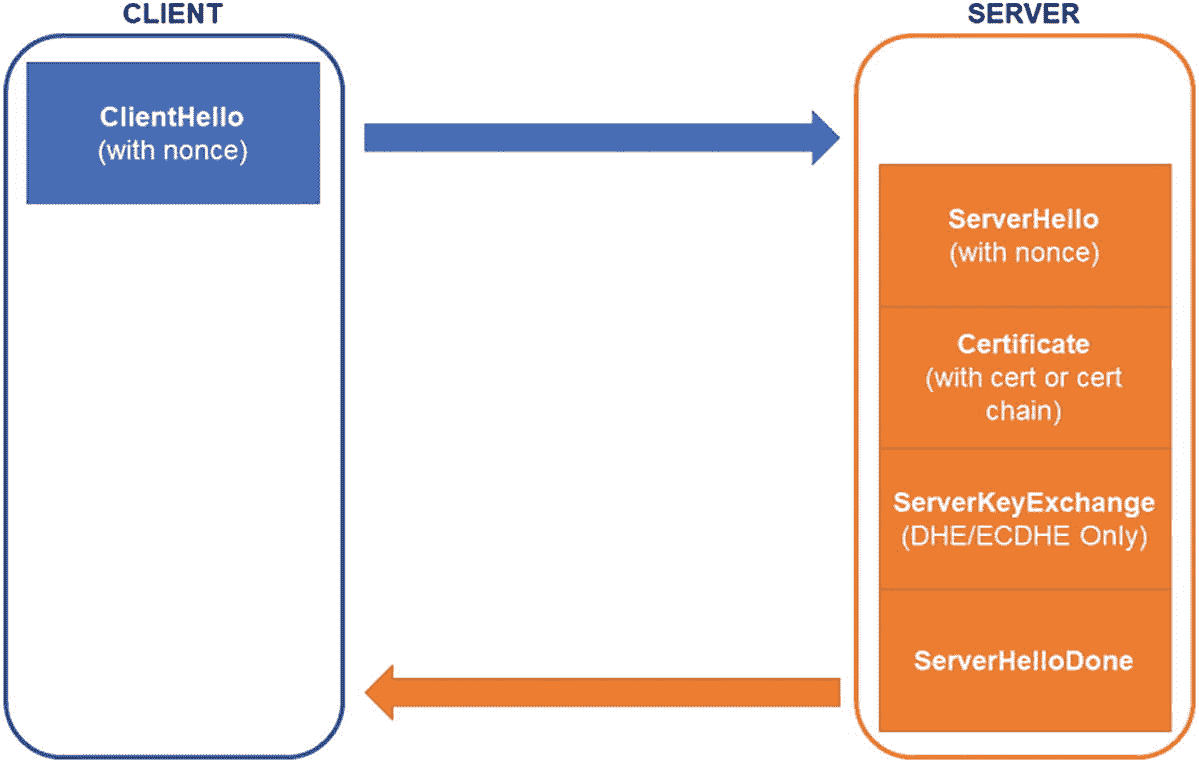 CLIENT
SERVER
ClientHello
(with nonce)
ServerHello
(with nonce)
Certificate
(with cert or cert
chain)
ServerKeyExchange
(DHE/ECDHE Only)
ServerHelloDone